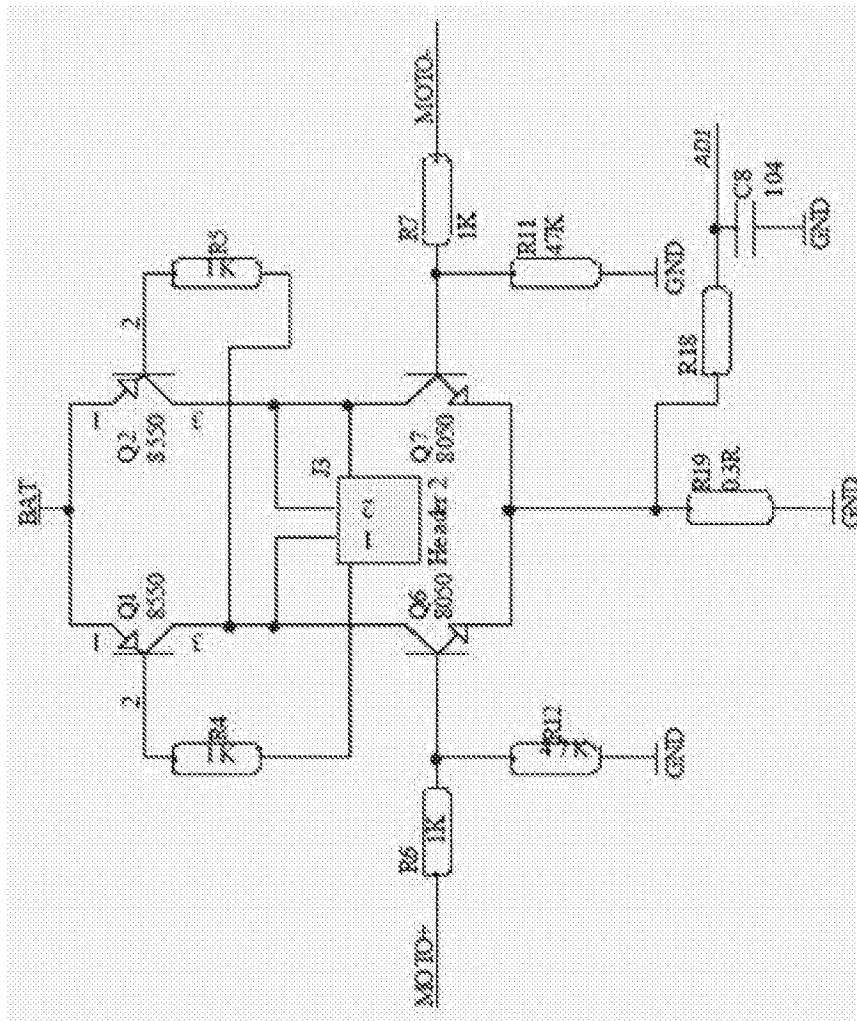 BAT
1
Q1
8550
3
2
R4
1K
1
Q2
8550
3
2
R5
1K
J3
1 2
Header 2
Q6
8050
Q7
8050
MOTO+
R6
1K
R12
GND
MOTO-
R7
1K
R11
47K
GND
R19
0.3R
GND
R18
AD1
C8
104
GND